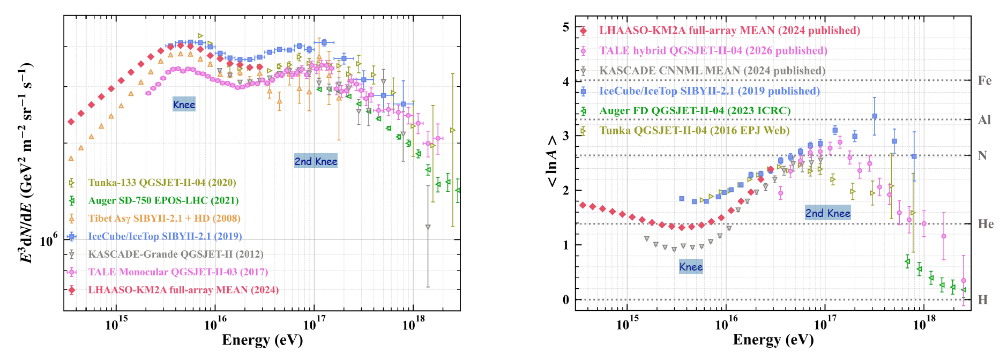 E³dN/dE (GeV² m⁻² sr⁻¹ s⁻¹)
10⁶
Knee
2nd Knee
Tunka-133 QGSJET-II-04 (2020)
Auger SD-750 EPOS-LHC (2021)
Tibet Asγ SIBYII-2.1 + HD (2008)
IceCube/IceTop SIBYII-2.1 (2019)
KASCADE-Grande QGSJET-II (2012)
TALE Monocular QGSJET-II-03 (2017)
LHAASO-KM2A full-array MEAN (2024)
10¹⁵ 10¹⁶ 10¹⁷ 10¹⁸
Energy (eV)
< lnA >
5
4
3
2
1
0
LHAASO-KM2A full-array MEAN (2024 published)
TALE hybrid QGSJET-II-04 (2026 published)
KASCADE CNNML MEAN (2024 published)
IceCube/IceTop SIBYII-2.1 (2019 published)
Auger FD QGSJET-II-04 (2023 ICRC)
Tunka QGSJET-II-04 (2016 EPJ Web)
Fe
Al
N
He
H
2nd Knee
Knee
10¹⁵ 10¹⁶ 10¹⁷ 10¹⁸
Energy (eV)